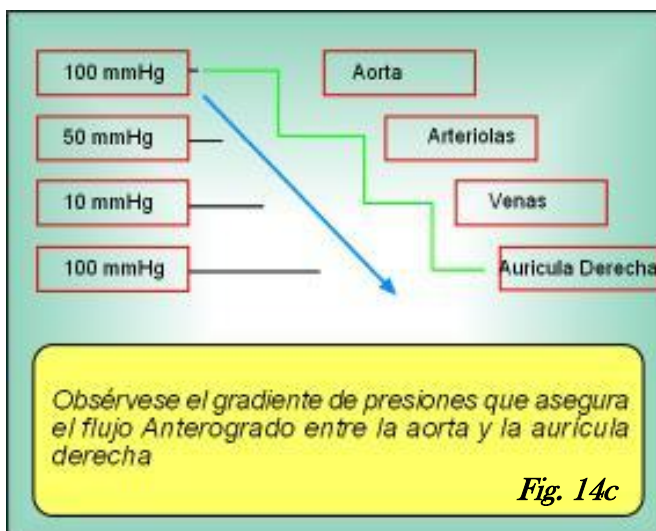 100 mmHg
Aorta
50 mmHg
Arteriolas
10 mmHg
Venas
100 mmHg
Auricula Derecha
Obsérvese el gradiente de presiones que asegura
el flujo Anterogrado entre la aorta y la aurícula
derecha
Fig. 14c